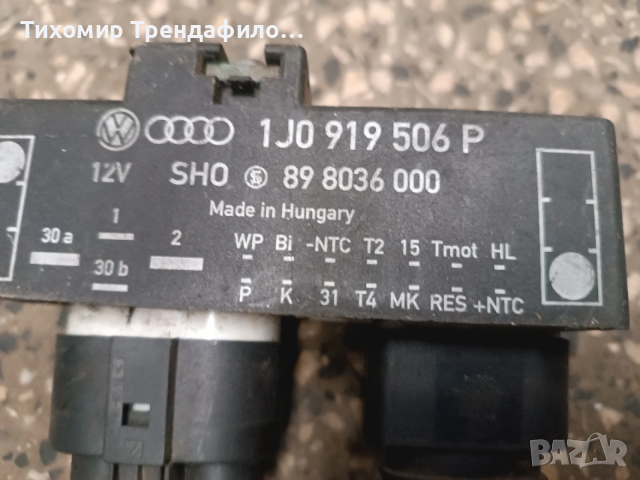 Тихомир Трендафило...
1J0 919 506 P
12V SHO 89 8036 000
Made in Hungary
1
30 a 2
30 b
WP Bi -NTC T2 15 Tmot HL
P K 31 T4 MK RES +NTC
BAZAR